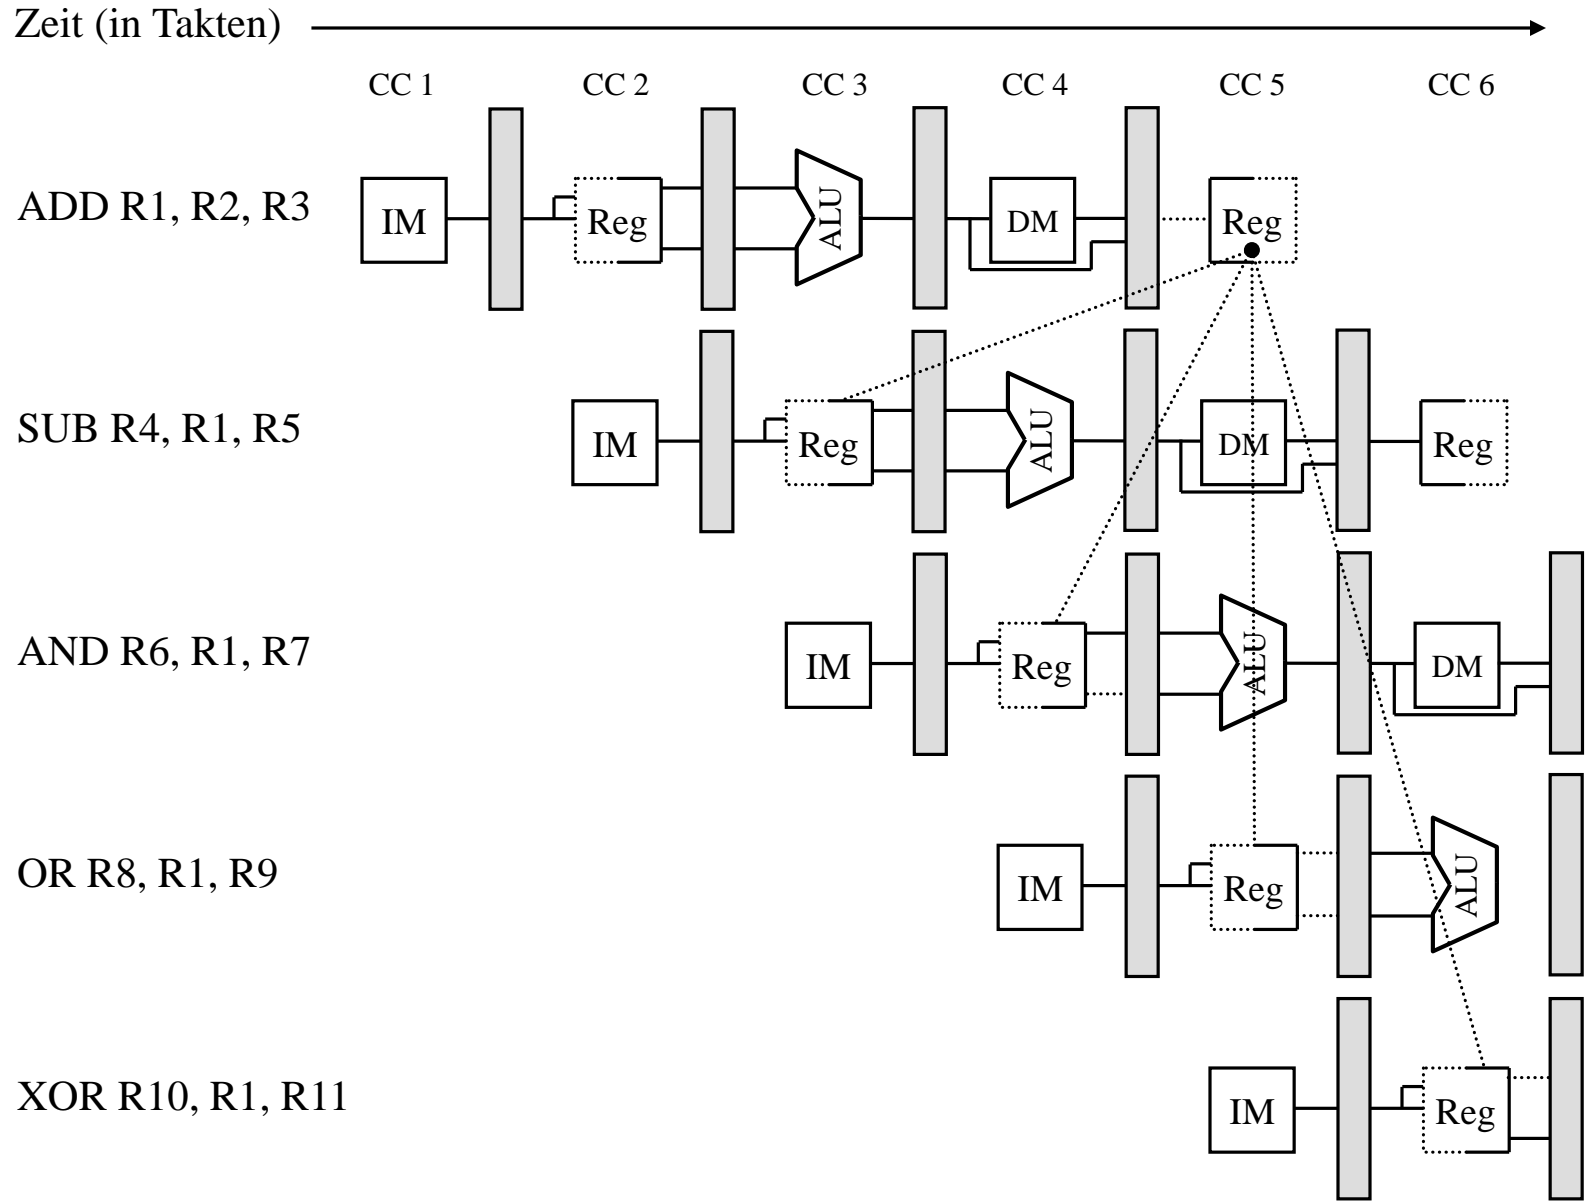 Zeit (in Takten)
CC 1 CC 2 CC 3 CC 4 CC 5 CC 6
ADD R1, R2, R3 IM Reg ALU DM Reg
SUB R4, R1, R5 IM Reg ALU DM Reg
AND R6, R1, R7 IM Reg ALU DM
OR R8, R1, R9 IM Reg ALU
XOR R10, R1, R11 IM Reg